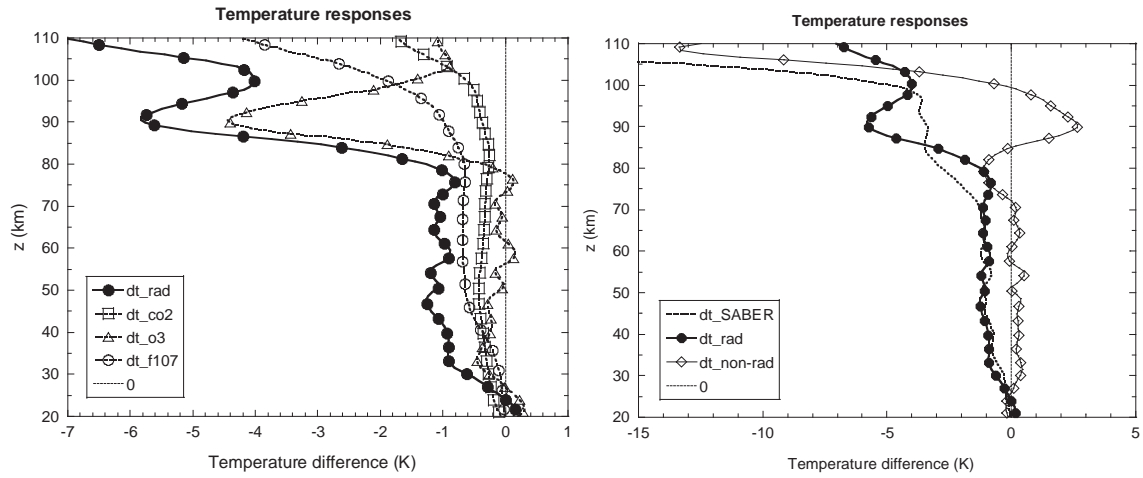 Temperature responses
110
100
90
80
70
60
50
40
30
20
z (km)
dt_rad
dt_co2
dt_o3
dt_f107
0
-7 -6 -5 -4 -3 -2 -1 0 1
Temperature difference (K)
Temperature responses
110
100
90
80
70
60
50
40
30
20
z (km)
dt_SABER
dt_rad
dt_non-rad
0
-15 -10 -5 0 5
Temperature difference (K)